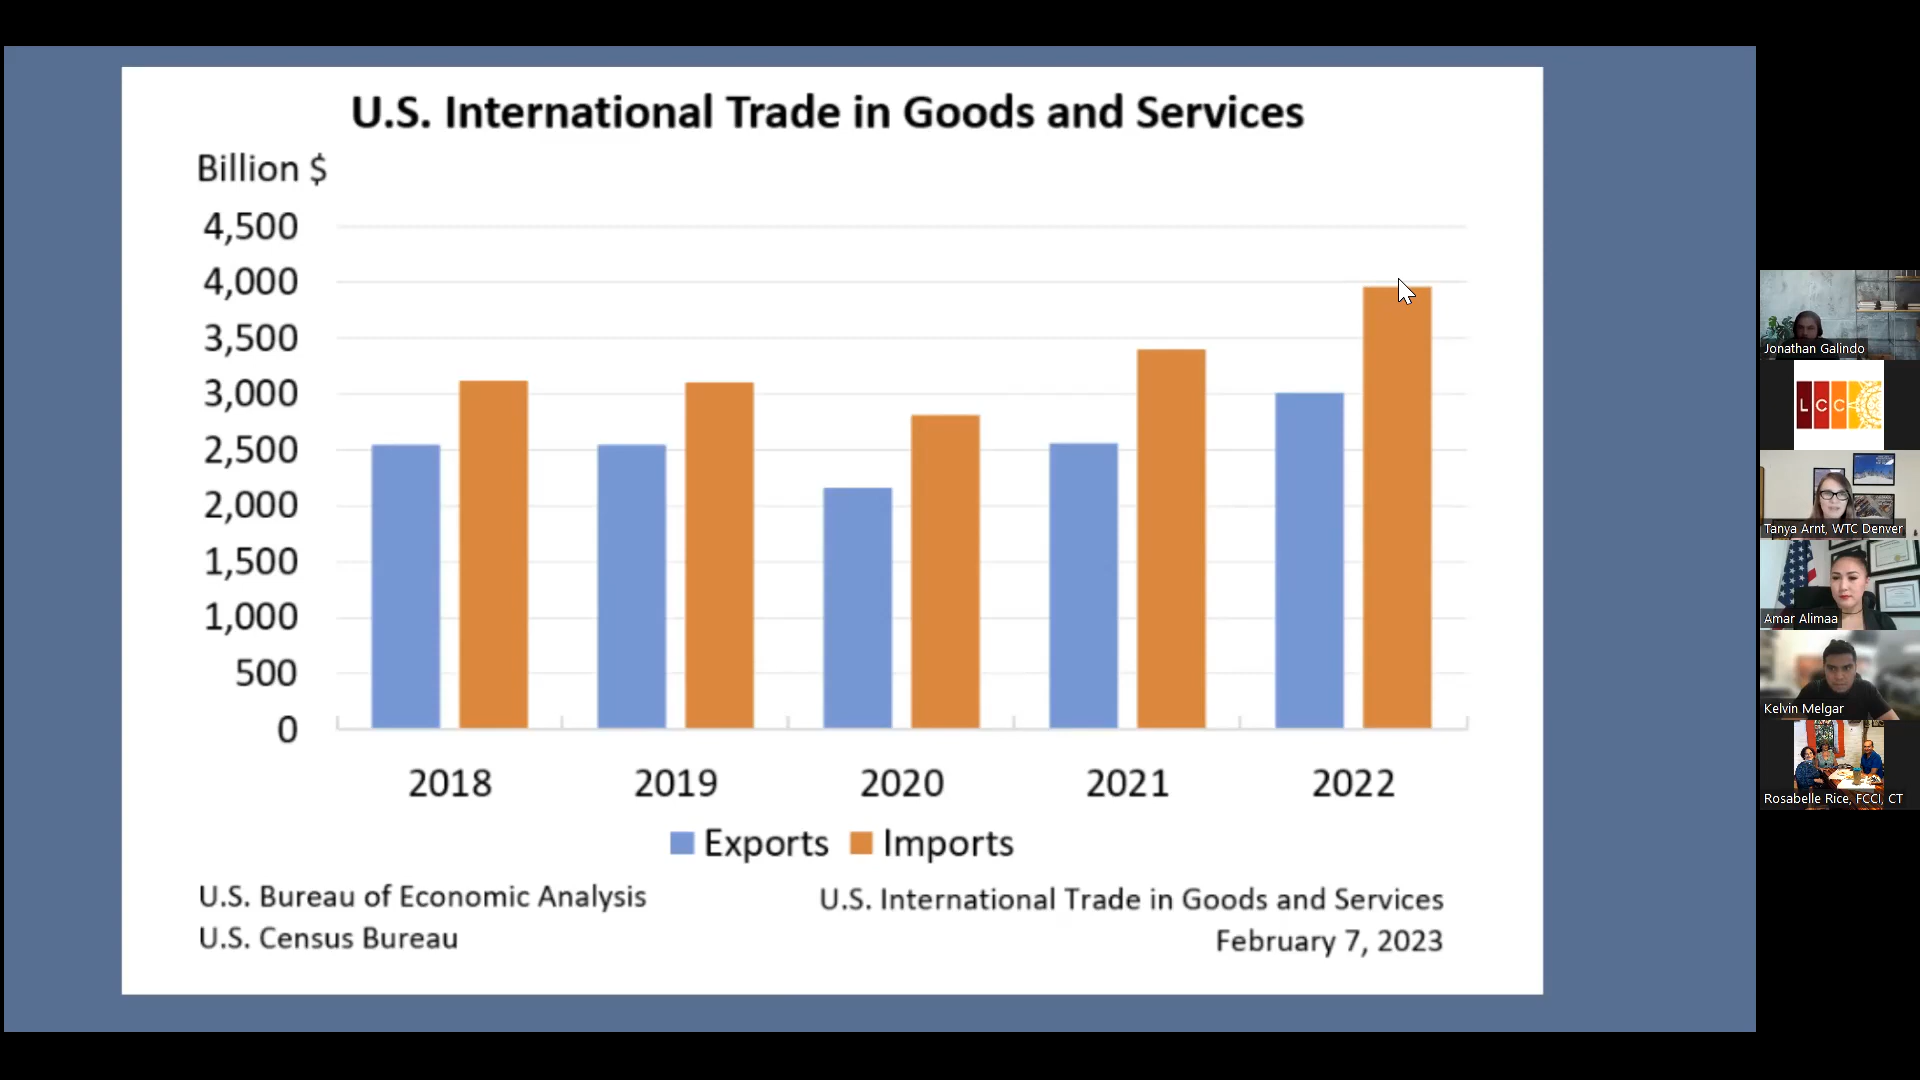 U.S. International Trade in Goods and Services
Billion $
4,500
4,000
3,500
3,000
2,500
2,000
1,500
1,000
500
0
2018 2019 2020 2021 2022
Exports Imports
U.S. Bureau of Economic Analysis
U.S. Census Bureau
U.S. International Trade in Goods and Services
February 7, 2023
Jonathan Galindo
LCC
Tanya Arnt, WTC Denver
Amar Alimaa
Kelvin Melgar
Rosabelle Rice, FCCI, CT